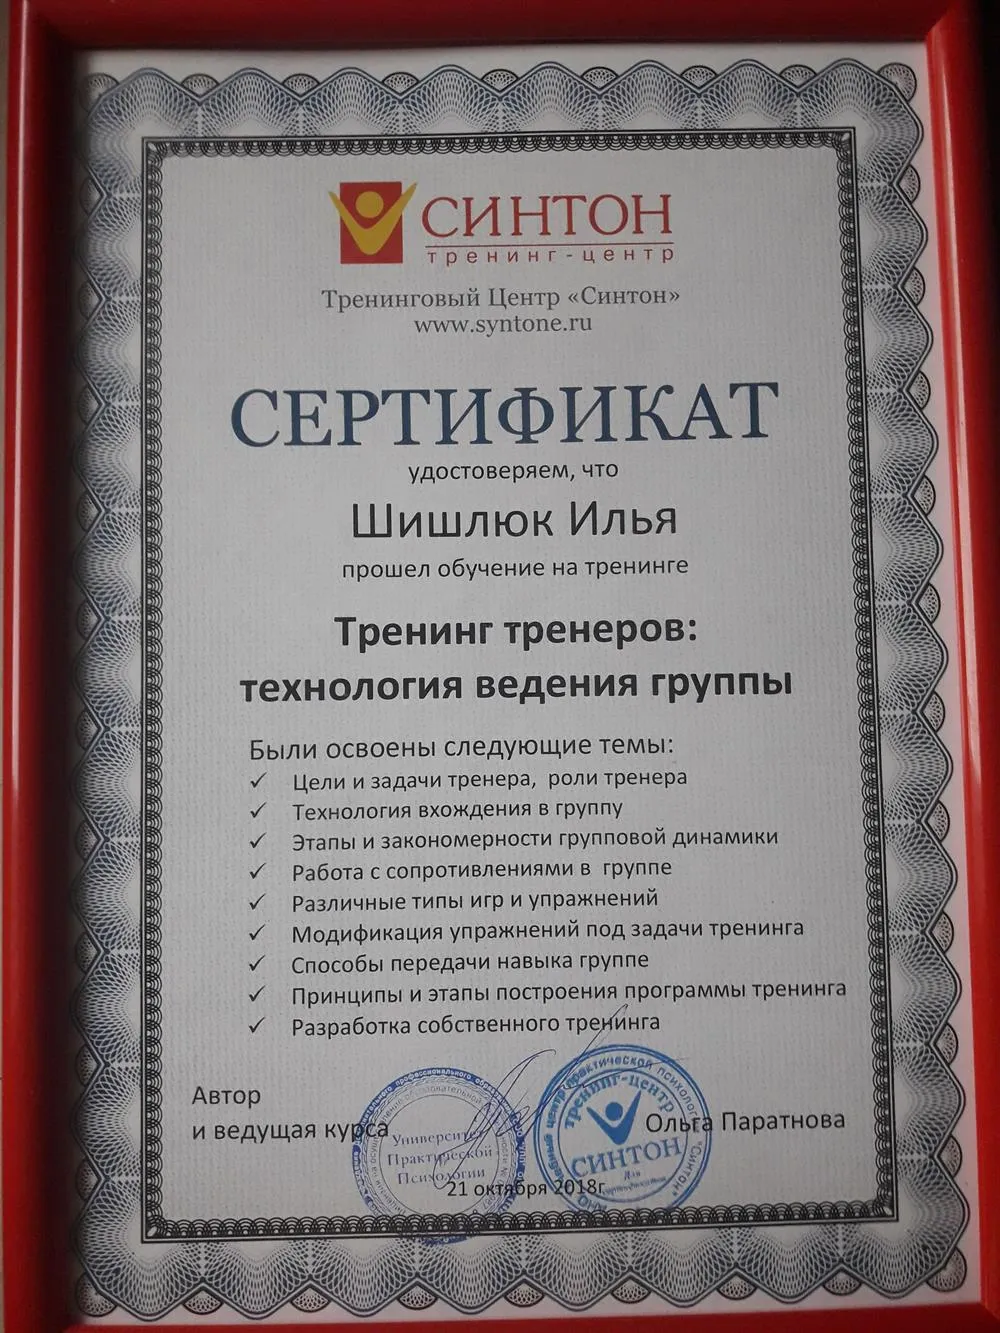 СИНТОН
тренинг-центр
Тренинговый Центр «Синтон»
www.syntone.ru
СЕРТИФИКАТ
удостоверяем, что
Шишлюк Илья
прошел обучение на тренинге
Тренинг тренеров:
технология ведения группы
Были освоены следующие темы:
✓ Цели и задачи тренера, роли тренера
✓ Технология вхождения в группу
✓ Этапы и закономерности групповой динамики
✓ Работа с сопротивлениями в группе
✓ Различные типы игр и упражнений
✓ Модификация упражнений под задачи тренинга
✓ Способы передачи навыка группе
✓ Принципы и этапы построения программы тренинга
✓ Разработка собственного тренинга
Автор
и ведущая курса
Ольга Паратнова
Университет
Практической
Психологии
тренинг-центр
СИНТОН
Для
21 октября 2018г.